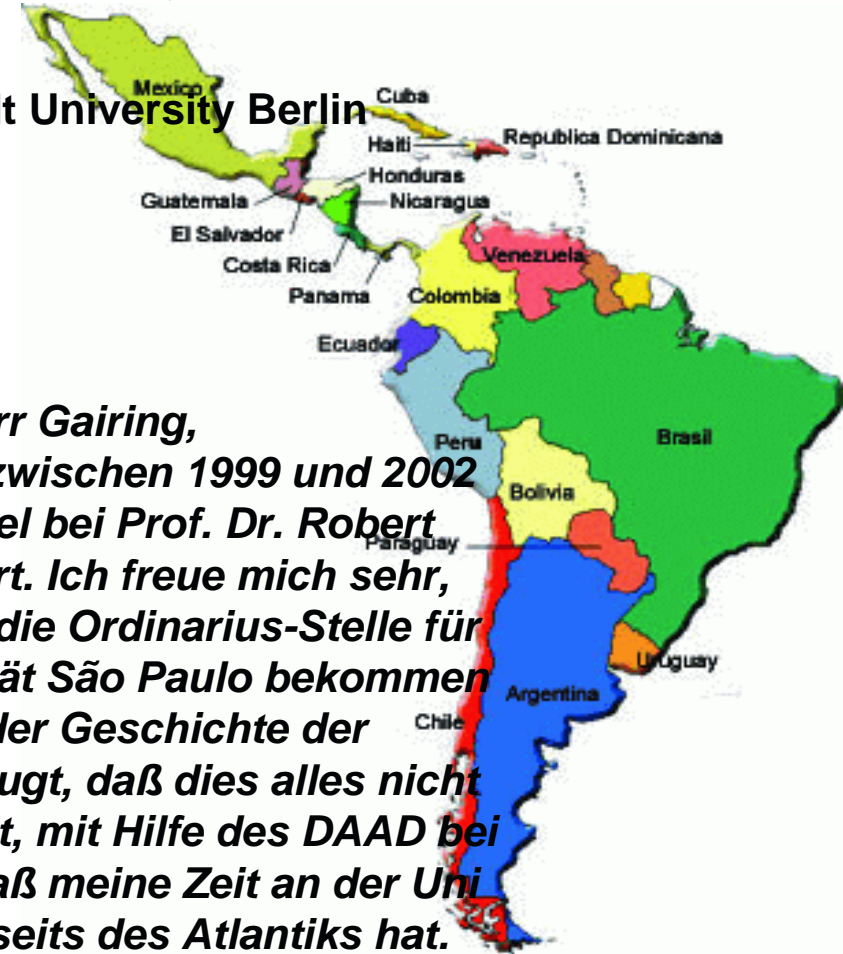 Mexico
lt University Berlin
Cuba
Haiti
Republica Dominicana
Honduras
Guatemala
Nicaragua
El Salvador
Costa Rica
Venezuela
Panama
Colombia
Ecuador
rr Gairing,
Peru
Brasil
zwischen 1999 und 2002
Bolivia
el bei Prof. Dr. Robert
Paraguay
rt. Ich freue mich sehr,
die Ordinarius-Stelle für
Uruguay
tät São Paulo bekommen
Argentina
der Geschichte der
Chile
ugt, daß dies alles nicht
t, mit Hilfe des DAAD bei
aß meine Zeit an der Uni
seits des Atlantiks hat.